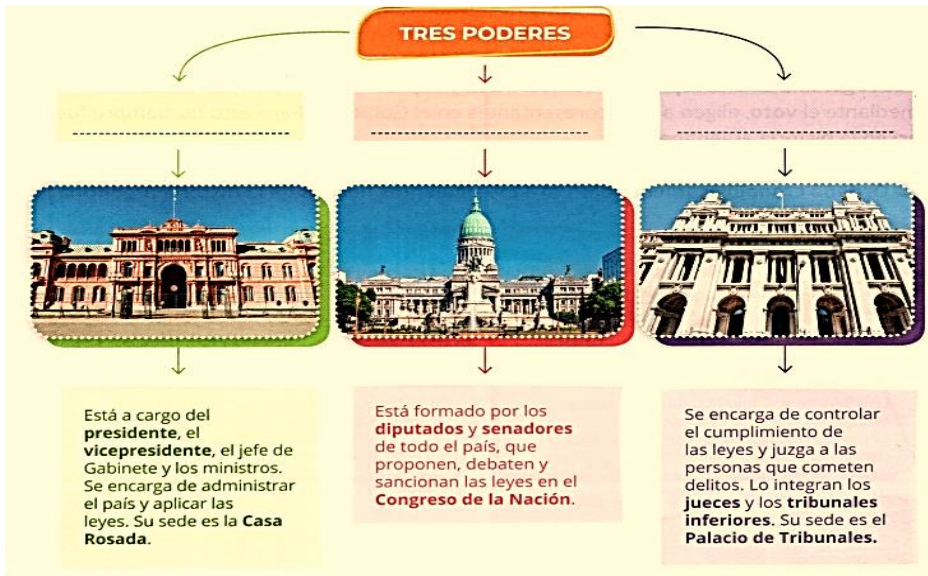 TRES PODERES
mediante el voto, eligen a
Está a cargo del
presidente, el
vicepresidente, el jefe de
Gabinete y los ministros.
Se encarga de administrar
el país y aplicar las
leyes. Su sede es la Casa
Rosada.
Está formado por los
diputados y senadores
de todo el país, que
proponen, debaten y
sancionan las leyes en el
Congreso de la Nación.
Se encarga de controlar
el cumplimiento de
las leyes y juzga a las
personas que cometen
delitos. Lo integran los
jueces y los tribunales
inferiores. Su sede es el
Palacio de Tribunales.